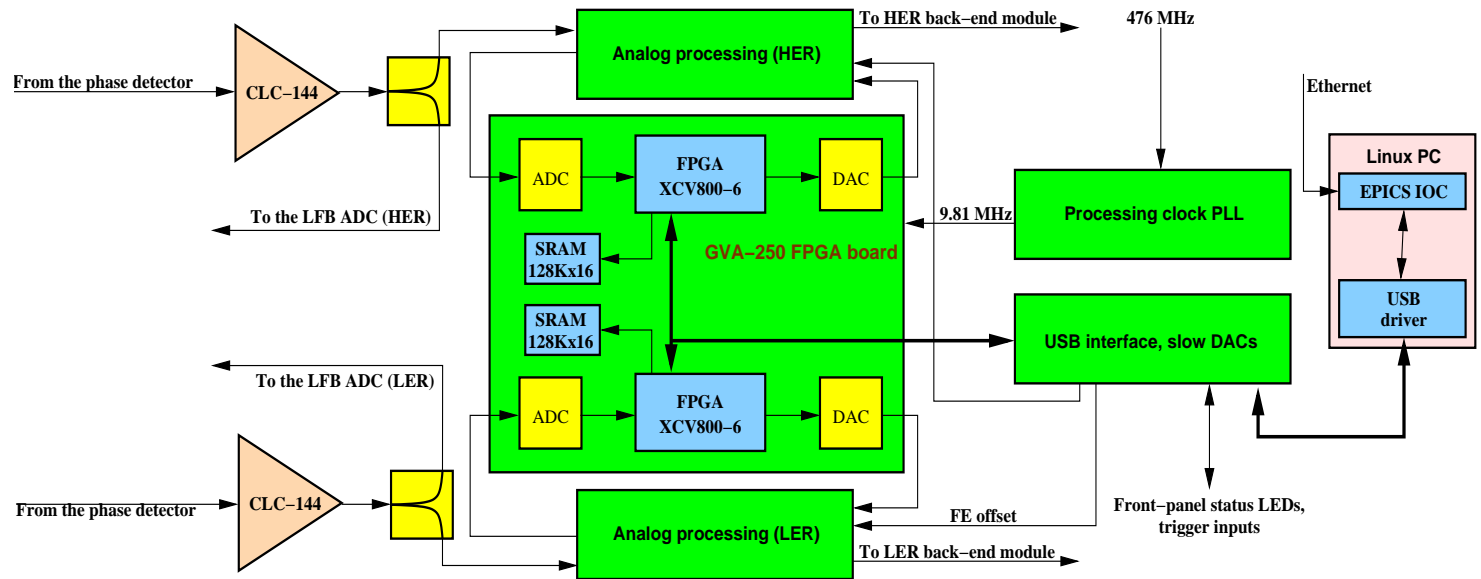 To HER back−end module
476 MHz
Analog processing (HER)
From the phase detector
CLC−144
Ethernet
Linux PC
EPICS IOC
USB
driver
ADC
FPGA
XCV800−6
DAC
To the LFB ADC (HER)
9.81 MHz
Processing clock PLL
SRAM
128Kx16
GVA−250 FPGA board
SRAM
128Kx16
USB interface, slow DACs
To the LFB ADC (LER)
ADC
FPGA
XCV800−6
DAC
CLC−144
From the phase detector
Analog processing (LER)
FE offset
Front−panel status LEDs,
trigger inputs
To LER back−end module